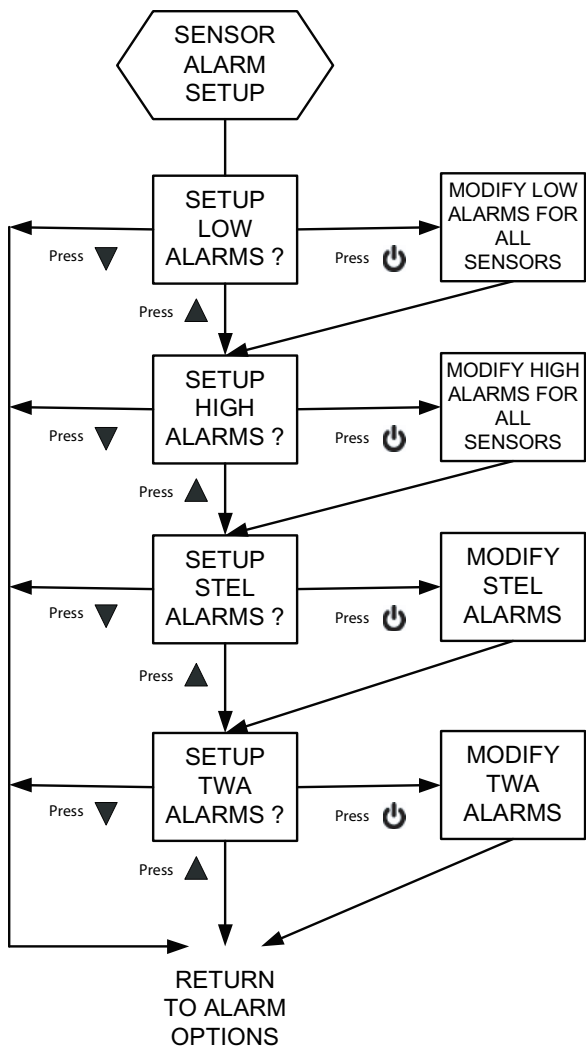 SENSOR
ALARM
SETUP
SETUP
LOW
ALARMS ?
MODIFY LOW
ALARMS FOR
ALL
SENSORS
Press
Press
Press
SETUP
HIGH
ALARMS ?
MODIFY HIGH
ALARMS FOR
ALL
SENSORS
Press
Press
Press
SETUP
STEL
ALARMS ?
MODIFY
STEL
ALARMS
Press
Press
Press
SETUP
TWA
ALARMS ?
MODIFY
TWA
ALARMS
Press
Press
Press
RETURN
TO ALARM
OPTIONS